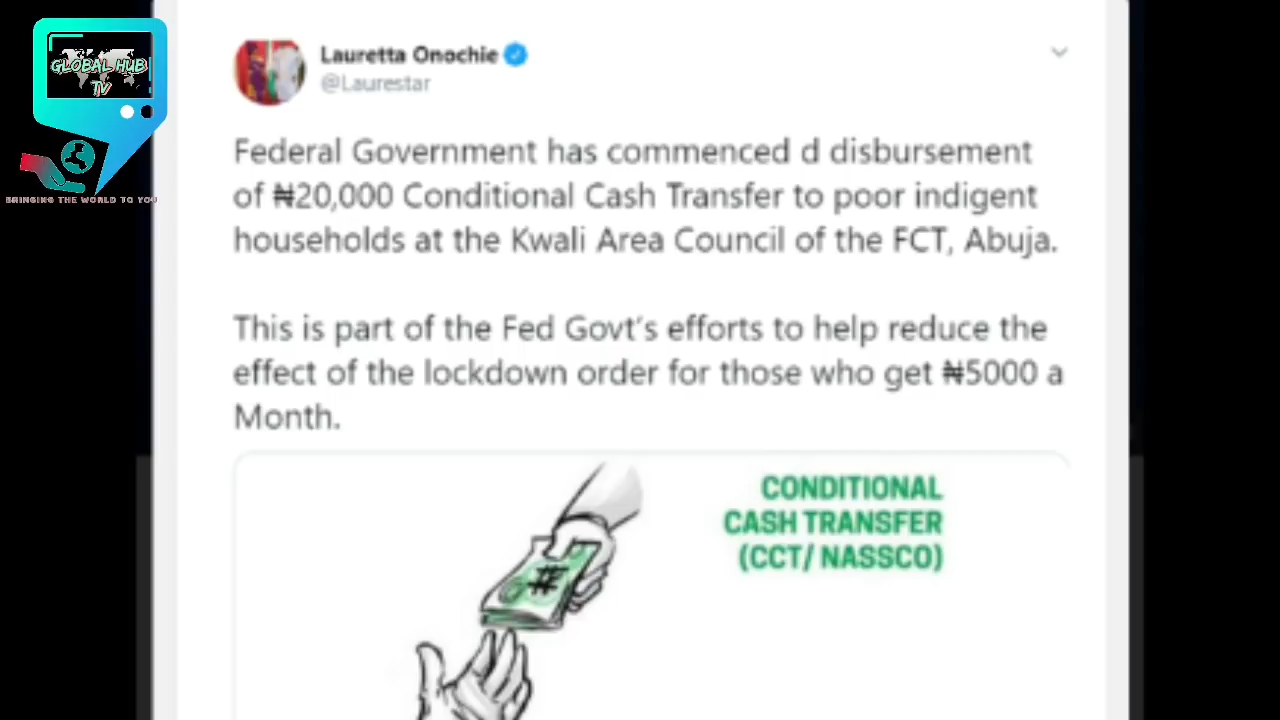 GLOBAL HUB
TV
BRINGING THE WORLD TO YOU
Lauretta Onochie
@Laurestar
Federal Government has commenced d disbursement
of ₦20,000 Conditional Cash Transfer to poor indigent
households at the Kwali Area Council of the FCT, Abuja.
This is part of the Fed Govt's efforts to help reduce the
effect of the lockdown order for those who get ₦5000 a
Month.
CONDITIONAL
CASH TRANSFER
(CCT/ NASSCO)
#